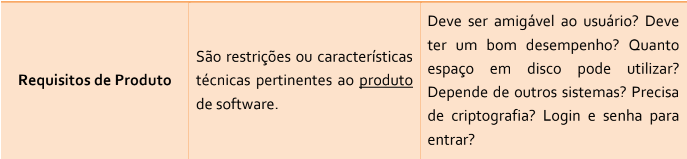 Requisitos de Produto
São restrições ou características
técnicas pertinentes ao produto
de software.
Deve ser amigável ao usuário? Deve
ter um bom desempenho? Quanto
espaço em disco pode utilizar?
Depende de outros sistemas? Precisa
de criptografia? Login e senha para
entrar?